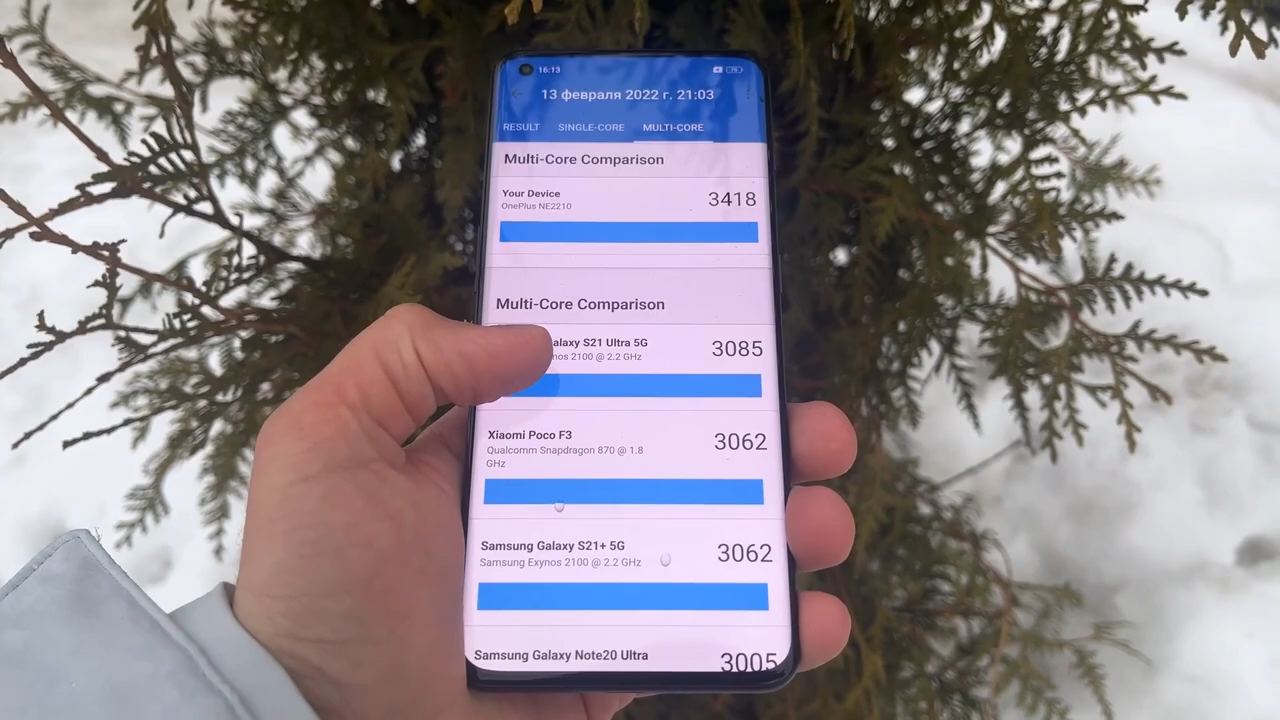 16:13
76
13 февраля 2022 г. 21:03
RESULT SINGLE-CORE MULTI-CORE
Multi-Core Comparison
Your Device
OnePlus NE2210
3418
Multi-Core Comparison
alaxy S21 Ultra 5G
nos 2100 @ 2.2 GHz
3085
Xiaomi Poco F3
Qualcomm Snapdragon 870 @ 1.8
GHz
3062
Samsung Galaxy S21+ 5G
Samsung Exynos 2100 @ 2.2 GHz
3062
Samsung Galaxy Note20 Ultra
3005